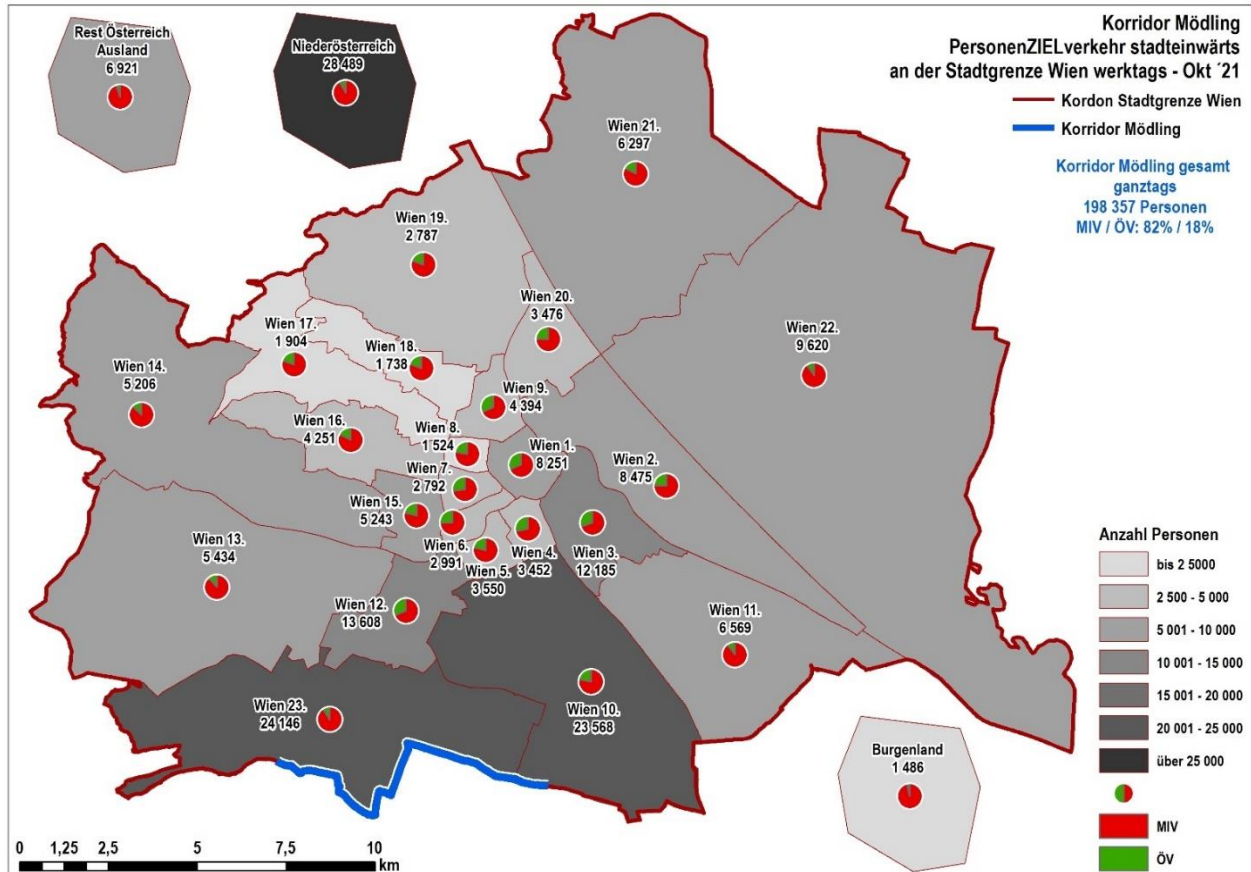 Korridor Mödling
PersonenZIELverkehr stadteinwärts
an der Stadtgrenze Wien werktags - Okt ´21
Kordon Stadtgrenze Wien
Korridor Mödling
Korridor Mödling gesamt
ganztags
198 357 Personen
MIV / ÖV: 82% / 18%
Rest Österreich
Ausland
6 921
Niederösterreich
28 489
Wien 21.
6 297
Wien 19.
2 787
Wien 20.
3 476
Wien 22.
9 620
Wien 17.
1 904
Wien 18.
1 738
Wien 14.
5 206
Wien 9.
4 394
Wien 16.
4 251
Wien 8.
1 524
Wien 1.
8 251
Wien 2.
8 475
Wien 7.
2 792
Wien 15.
5 243
Wien 13.
5 434
Wien 6.
2 991
Wien 5.
3 550
Wien 4.
3 452
Wien 3.
12 185
Wien 12.
13 608
Wien 11.
6 569
Wien 23.
24 146
Wien 10.
23 568
Burgenland
1 486
Anzahl Personen
bis 2 5000
2 500 - 5 000
5 001 - 10 000
10 001 - 15 000
15 001 - 20 000
20 001 - 25 000
über 25 000
MIV
ÖV
0 1,25 2,5 5 7,5 10
km